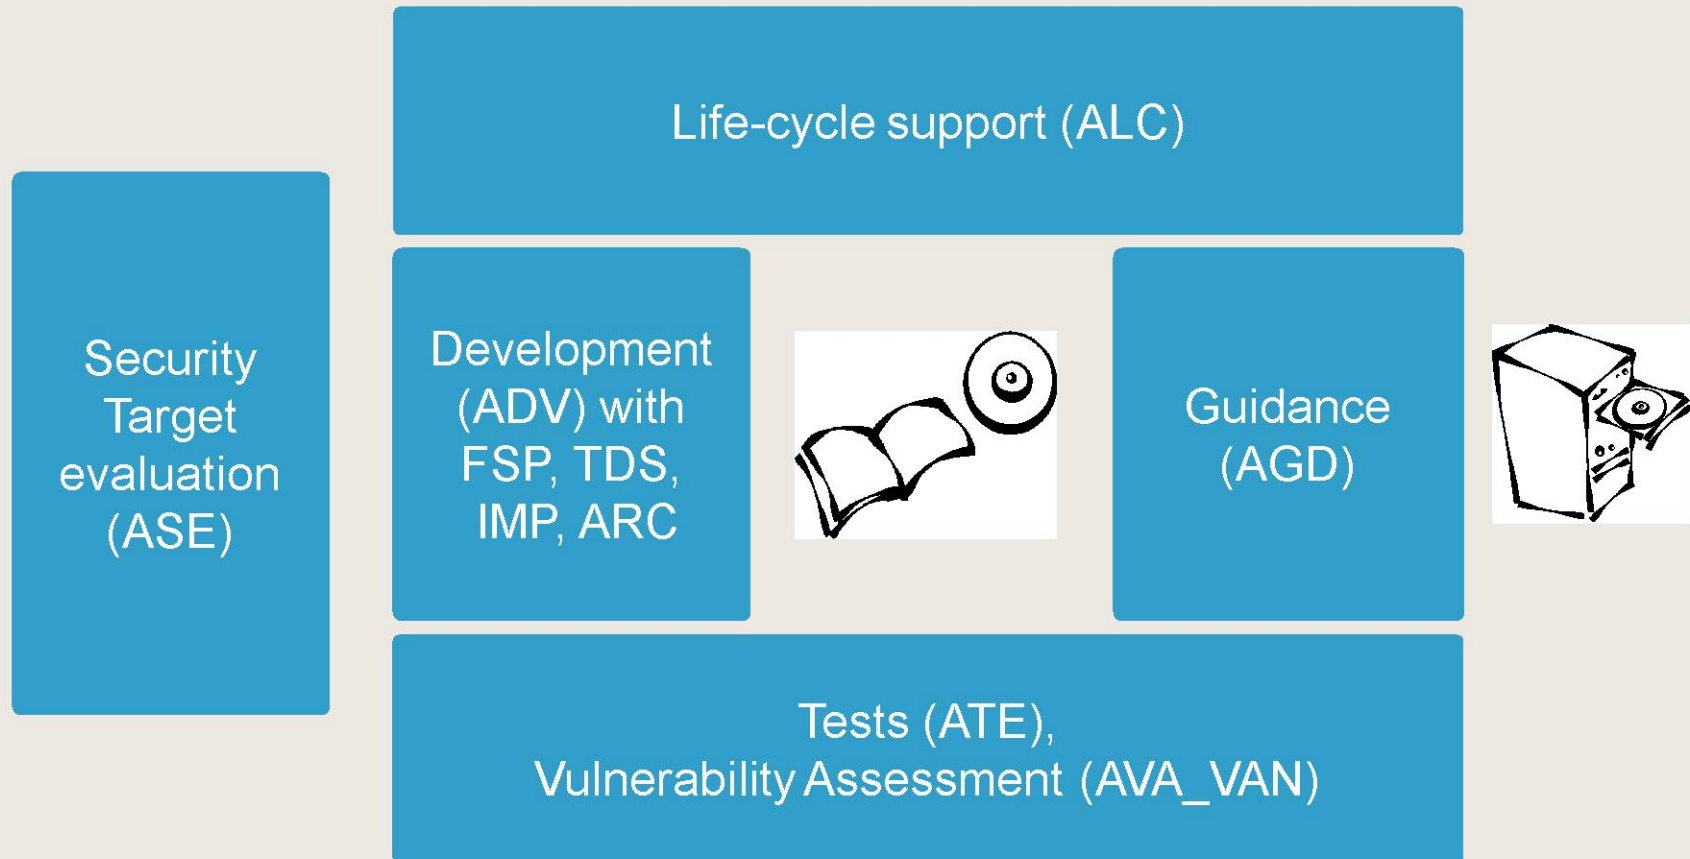 Life-cycle support (ALC)
Security
Target
evaluation
(ASE)
Development
(ADV) with
FSP, TDS,
IMP, ARC
Guidance
(AGD)
Tests (ATE),
Vulnerability Assessment (AVA_VAN)